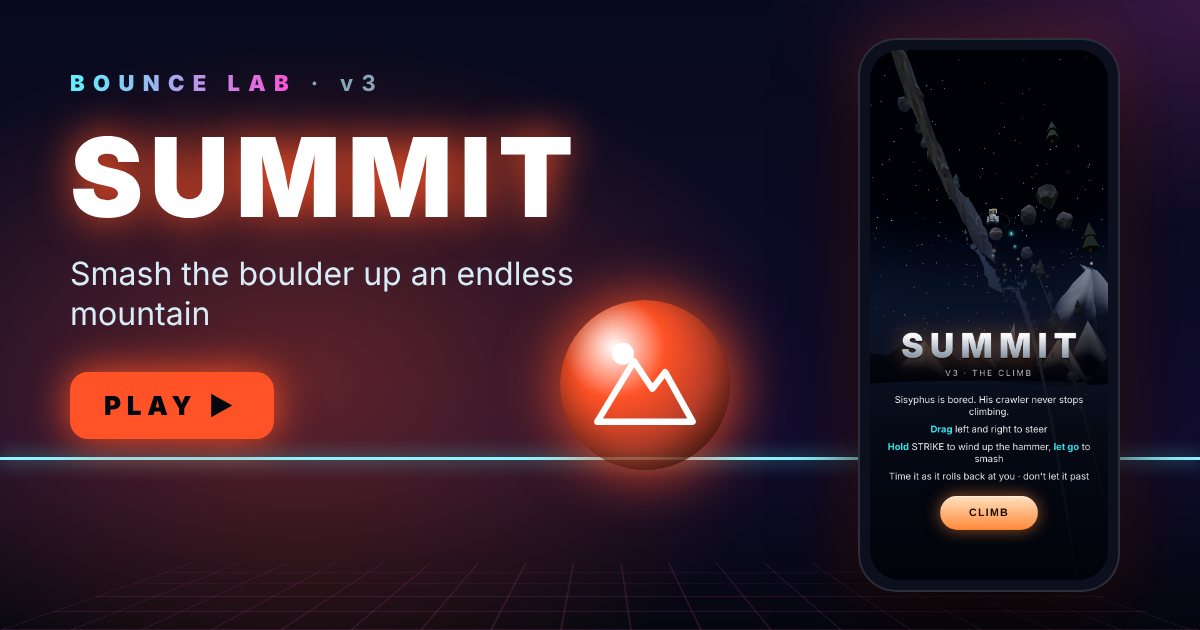 BOUNCE LAB · v3
SUMMIT
Smash the boulder up an endless
mountain
PLAY ▶
SUMMIT
V3 · THE CLIMB
Sisyphus is bored. His crawler never stops
climbing.
Drag left and right to steer
Hold STRIKE to wind up the hammer, let go to
smash
Time it as it rolls back at you · don't let it past
CLIMB